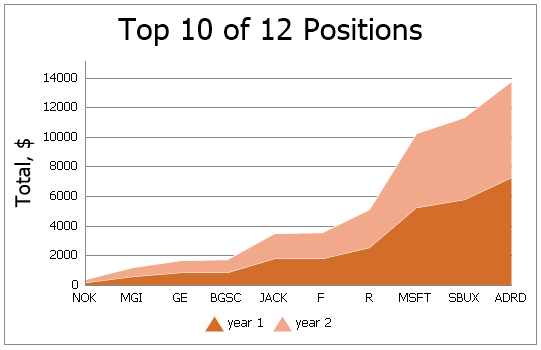 Top 10 of 12 Positions
Total, $
14000
12000
10000
8000
6000
4000
2000
0
NOK MGI GE BGSC JACK F R MSFT SBUX ADRD
year 1 year 2